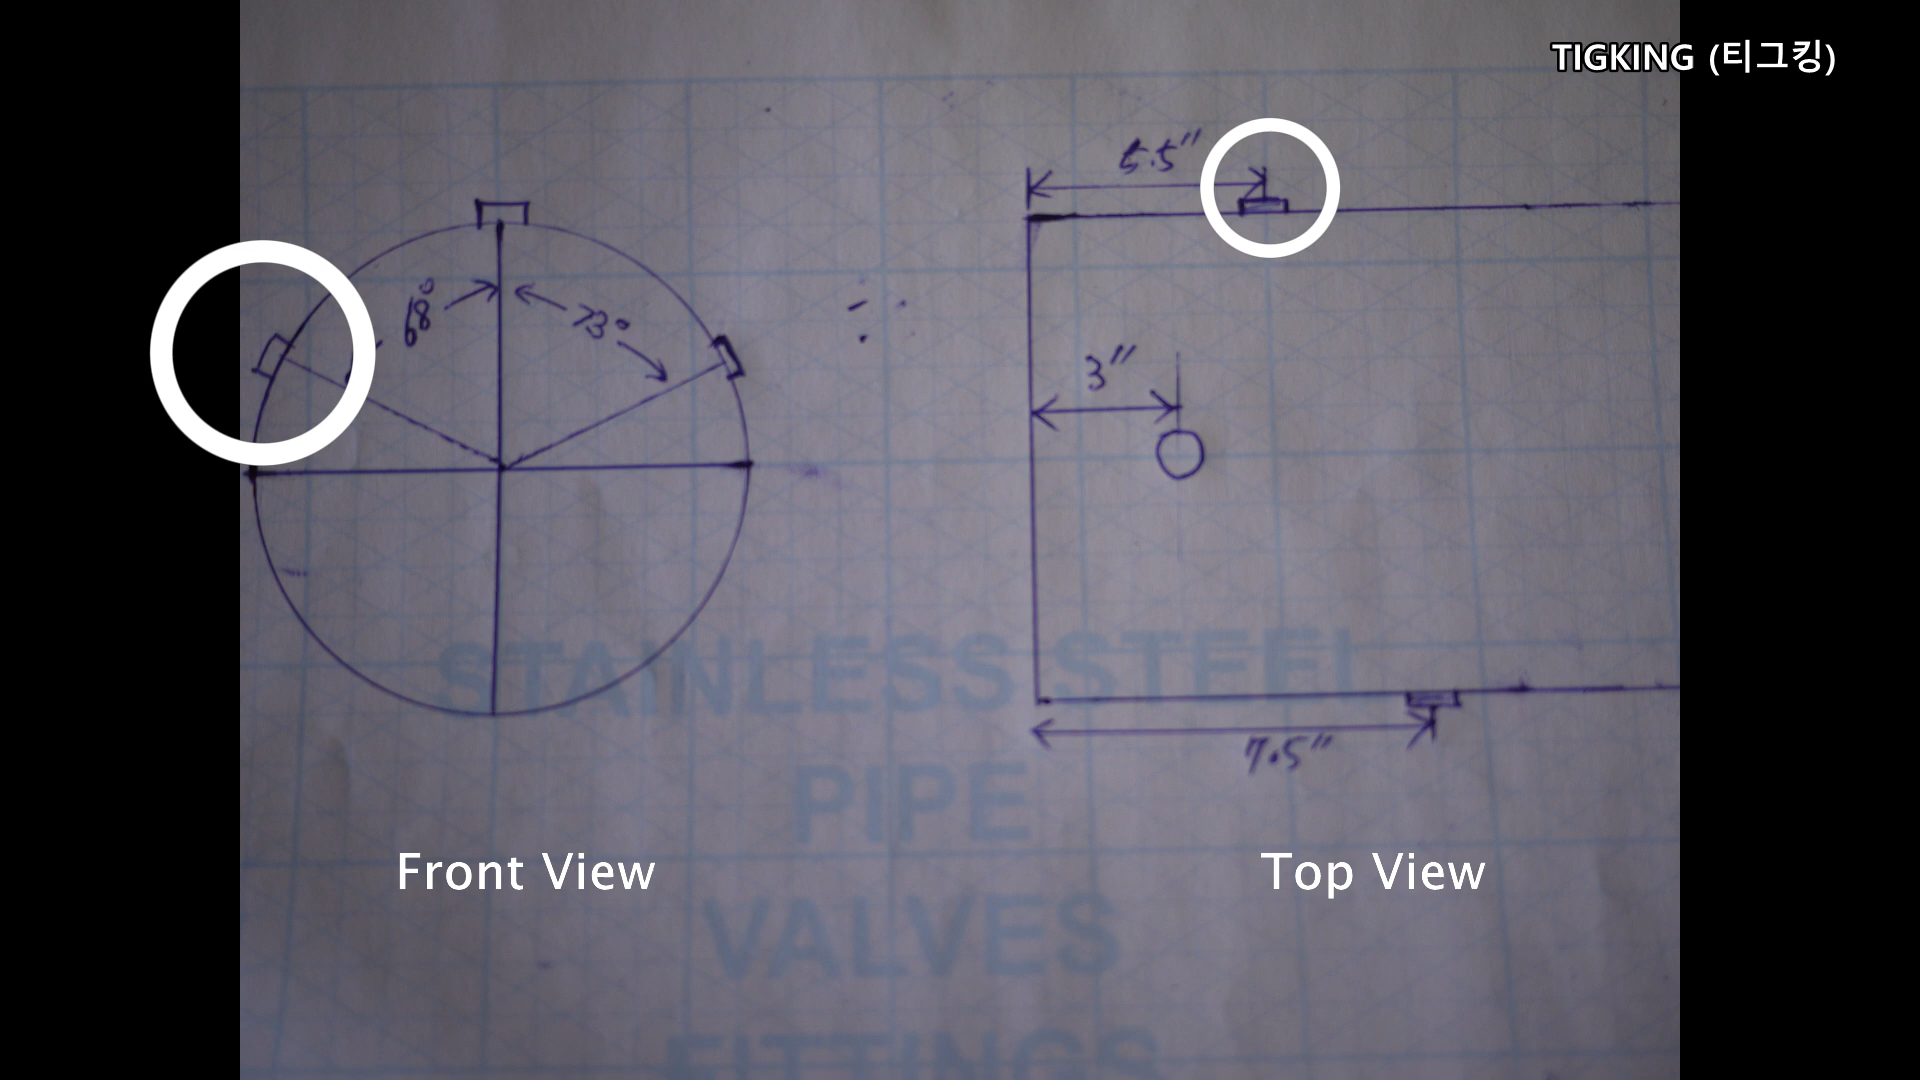 TIGKING (티그킹)
5.5"
68°
73°
3"
STAINLESS STEEL
7.5"
PIPE
Front View
Top View
VALVES
FITTINGS